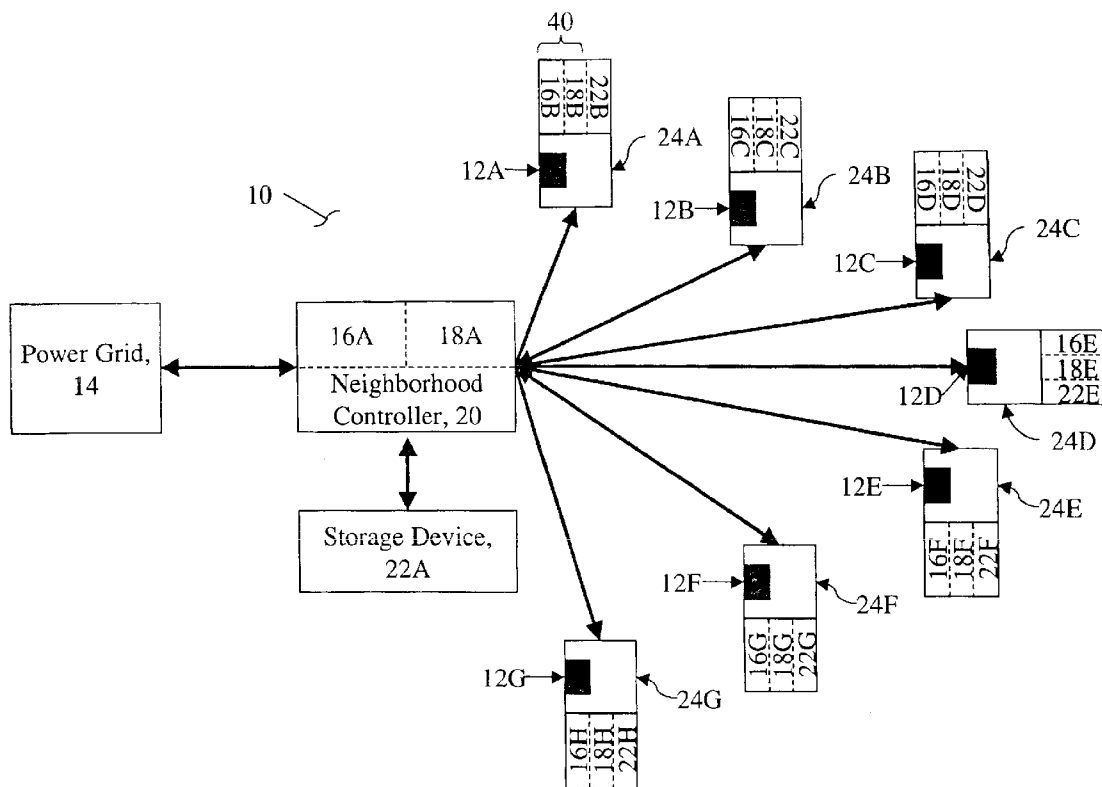 40
16B
18B
22B
12A
24A
16C
18C
22C
12B
24B
16D
18D
22D
12C
24C
10
Power Grid,
14
16A
18A
Neighborhood
Controller, 20
Storage Device,
22A
12D
16E
18E
22E
24D
12E
24E
16F
18F
22F
12F
24F
16G
18G
22G
12G
24G
16H
18H
22H